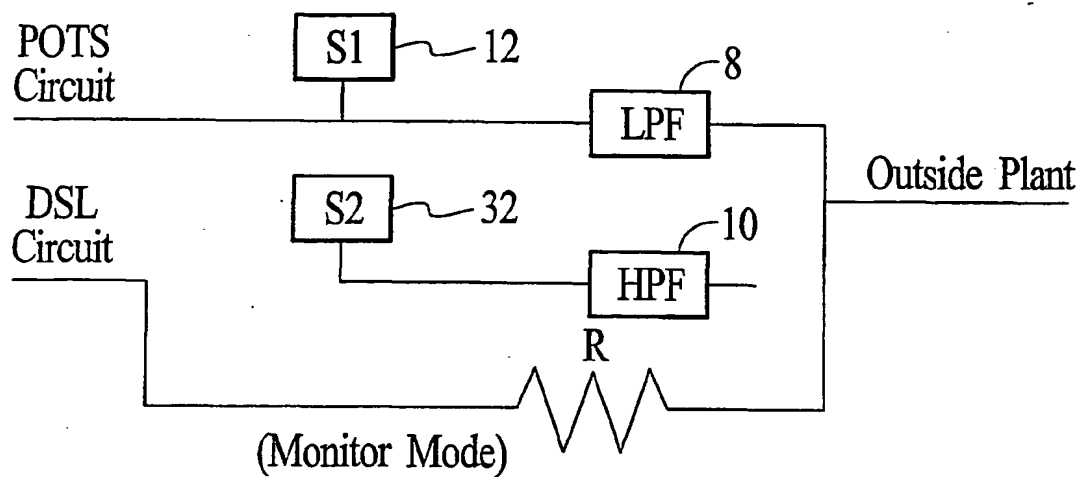 POTS
Circuit
S1
12
8
LPF
Outside Plant
DSL
Circuit
S2
32
10
HPF
R
(Monitor Mode)